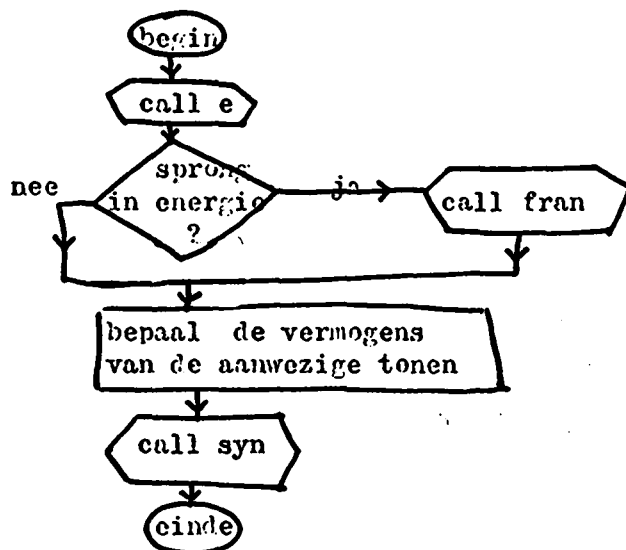 begin
call e
sprong
nee
in energie
ja
call fran
?
bepaal de vermogens
van de aanwezige tonen
call syn
einde